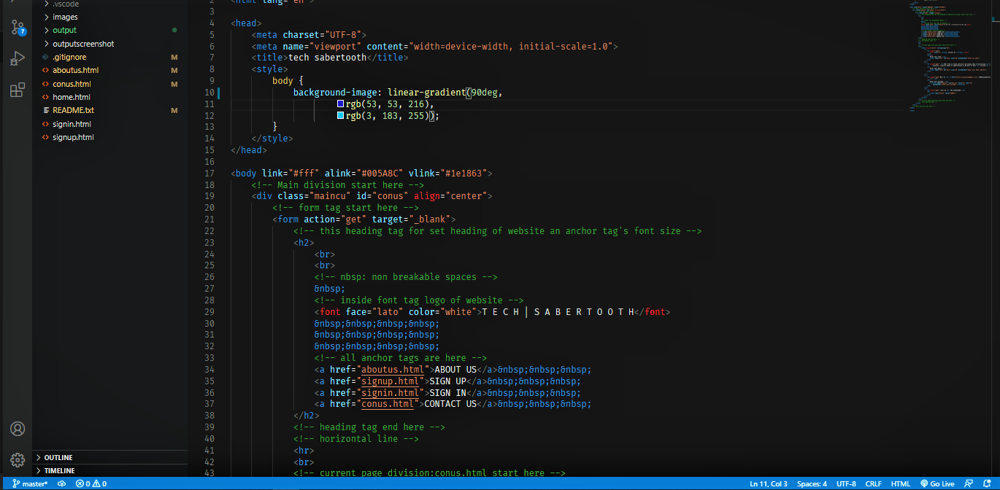 .vscode
images
output
outputscreenshot
.gitignore M
aboutus.html M
conus.html M
home.html
README.txt M
signin.html
signup.html
OUTLINE
TIMELINE
7
2 <html lang="en">
3
4 <head>
5 <meta charset="UTF-8">
6 <meta name="viewport" content="width=device-width, initial-scale=1.0">
7 <title>tech sabertooth</title>
8 <style>
9 body {
10 background-image: linear-gradient(90deg,
11 rgb(53, 53, 216),
12 rgb(3, 183, 255));
13 }
14 </style>
15 </head>
16
17 <body link="#fff" alink="#005A8C" vlink="#1e1863">
18 <!-- Main division start here -->
19 <div class="maincu" id="conus" align="center">
20 <!-- form tag start here -->
21 <form action="get" target="_blank">
22 <!-- this heading tag for set heading of website an anchor tag's font size -->
23 <h2>
24 <br>
25 <br>
26 <!-- nbsp: non breakable spaces -->
27 &nbsp;
28 <!-- inside font tag logo of website -->
29 <font face="lato" color="white">T E C H | S A B E R T O O T H</font>
30 &nbsp;&nbsp;&nbsp;&nbsp;
31 &nbsp;&nbsp;&nbsp;&nbsp;
32 &nbsp;&nbsp;&nbsp;&nbsp;
33 <!-- all anchor tags are here -->
34 <a href="aboutus.html">ABOUT US</a>&nbsp;&nbsp;&nbsp;
35 <a href="signup.html">SIGN UP</a>&nbsp;&nbsp;&nbsp;
36 <a href="signin.html">SIGN IN</a>&nbsp;&nbsp;&nbsp;
37 <a href="conus.html">CONTACT US</a>&nbsp;&nbsp;&nbsp;
38 </h2>
39 <!-- heading tag end here -->
40 <!-- horizontal line -->
41 <hr>
42 <br>
43 <!-- current page division:conus.html start here -->
master* 0 0 Ln 11, Col 3 Spaces: 4 UTF-8 CRLF HTML Go Live